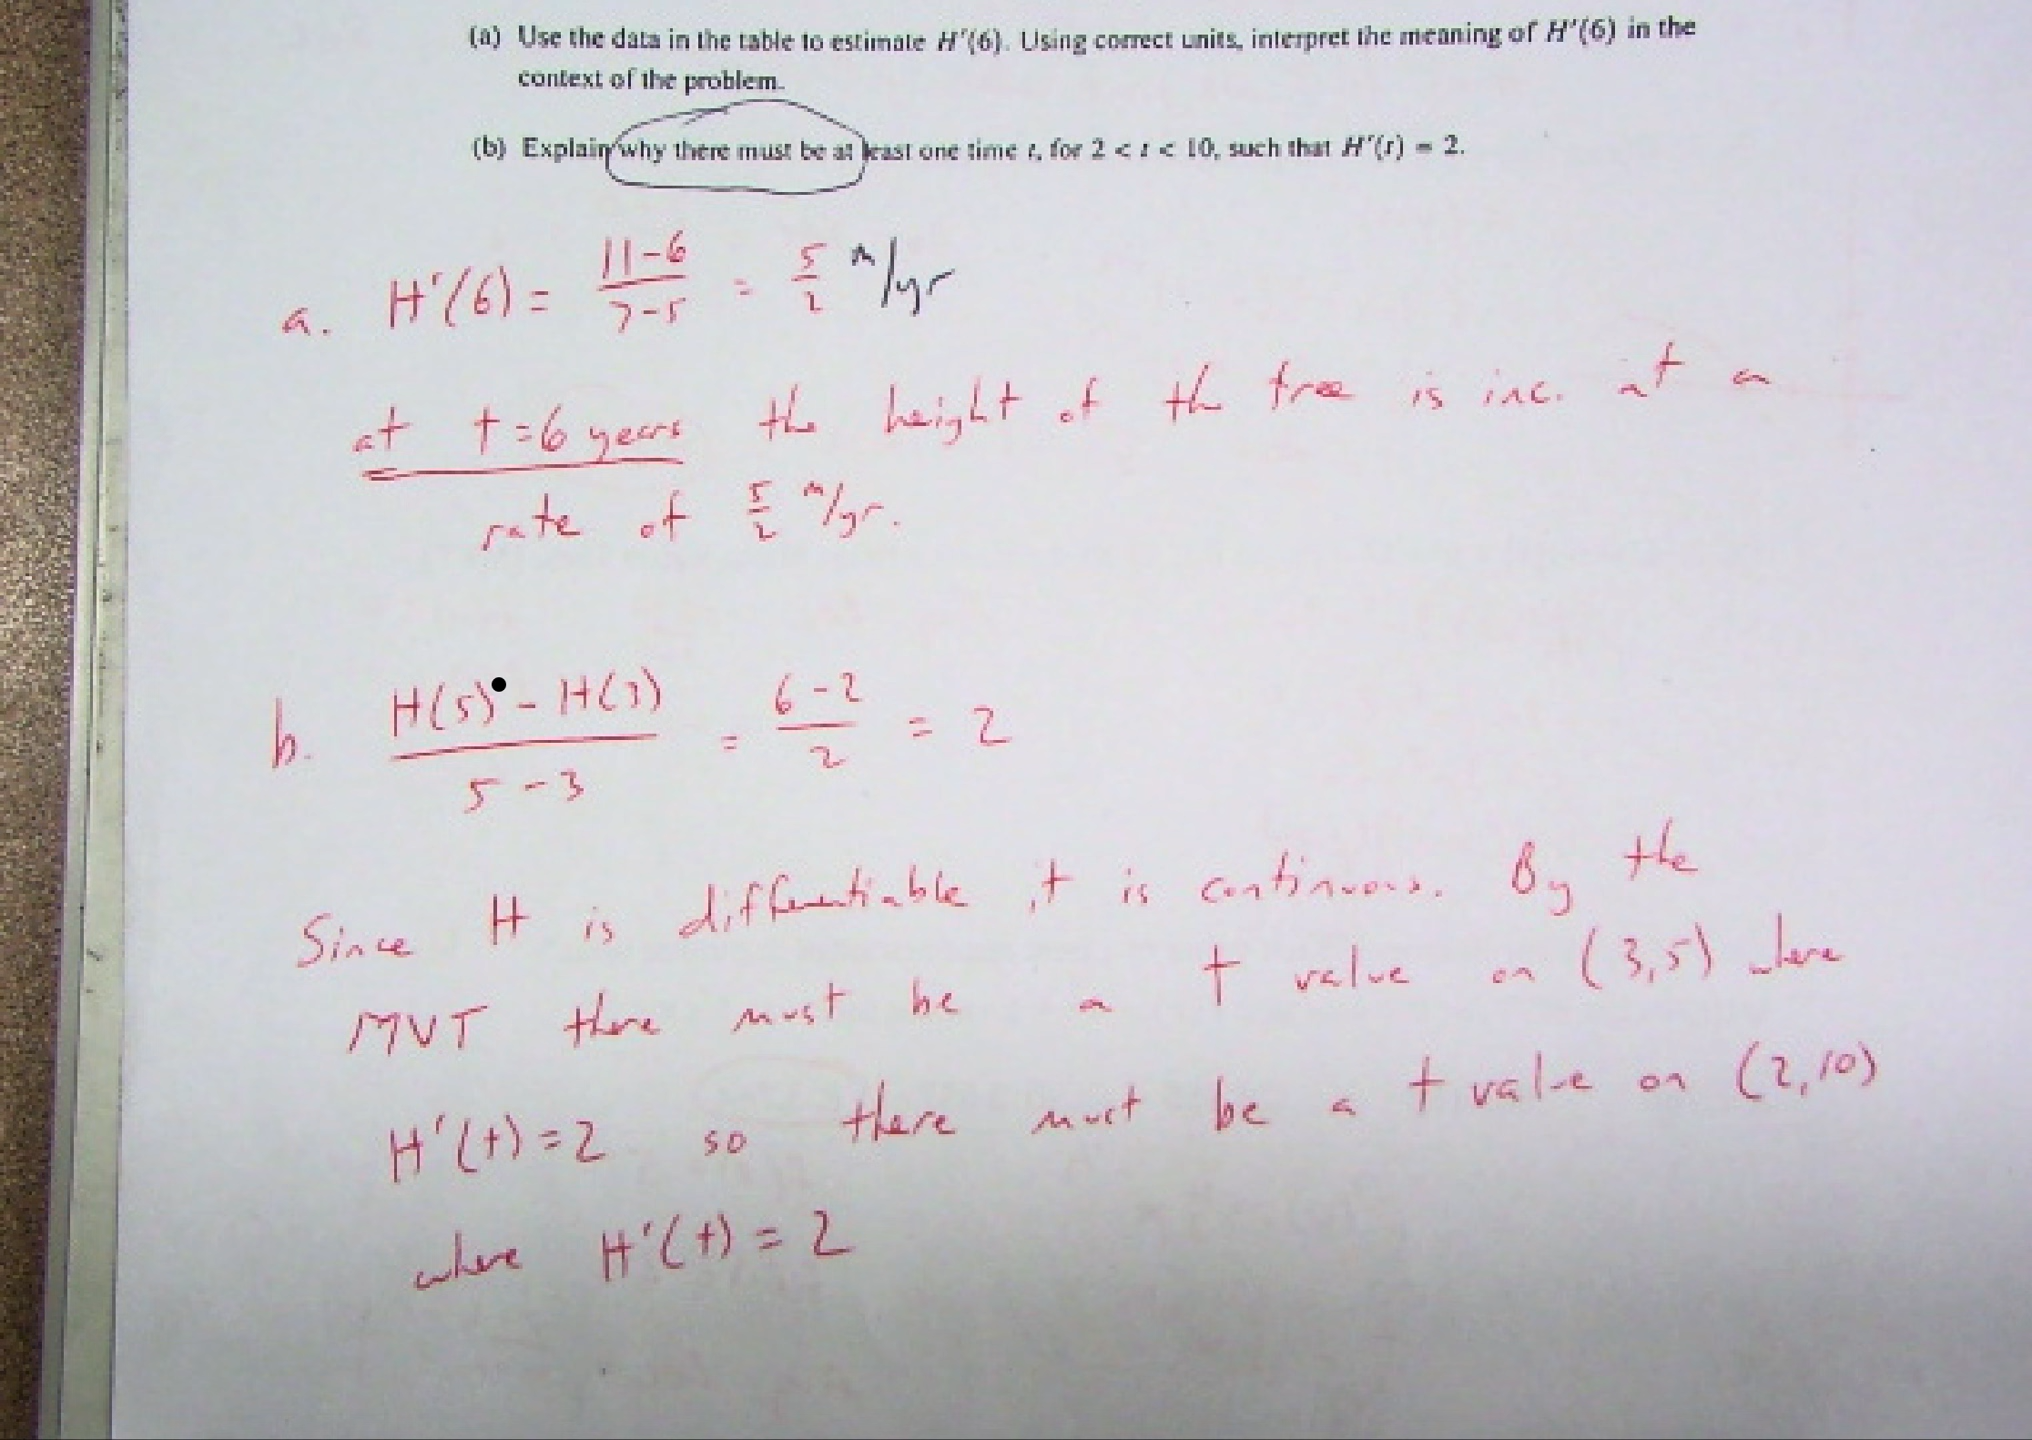 (a) Use the data in the table to estimate H'(6). Using correct units, interpret the meaning of H'(6) in the
context of the problem.
(b) Explain why there must be at least one time t, for 2 < t < 10, such that H'(t) = 2.
a. H'(6) = 11-6 / 7-5 = 5/2 m/yr
at t=6 years the height of the tree is inc. at a
rate of 5/2 m/yr.
b. H(5) - H(3) / 5-3 = 6-2 / 2 = 2
Since H is differentiable it is continuous. By the
MVT there must be a t value on (3,5) where
H'(t)=2 so there must be a t value on (2,10)
where H'(t) = 2